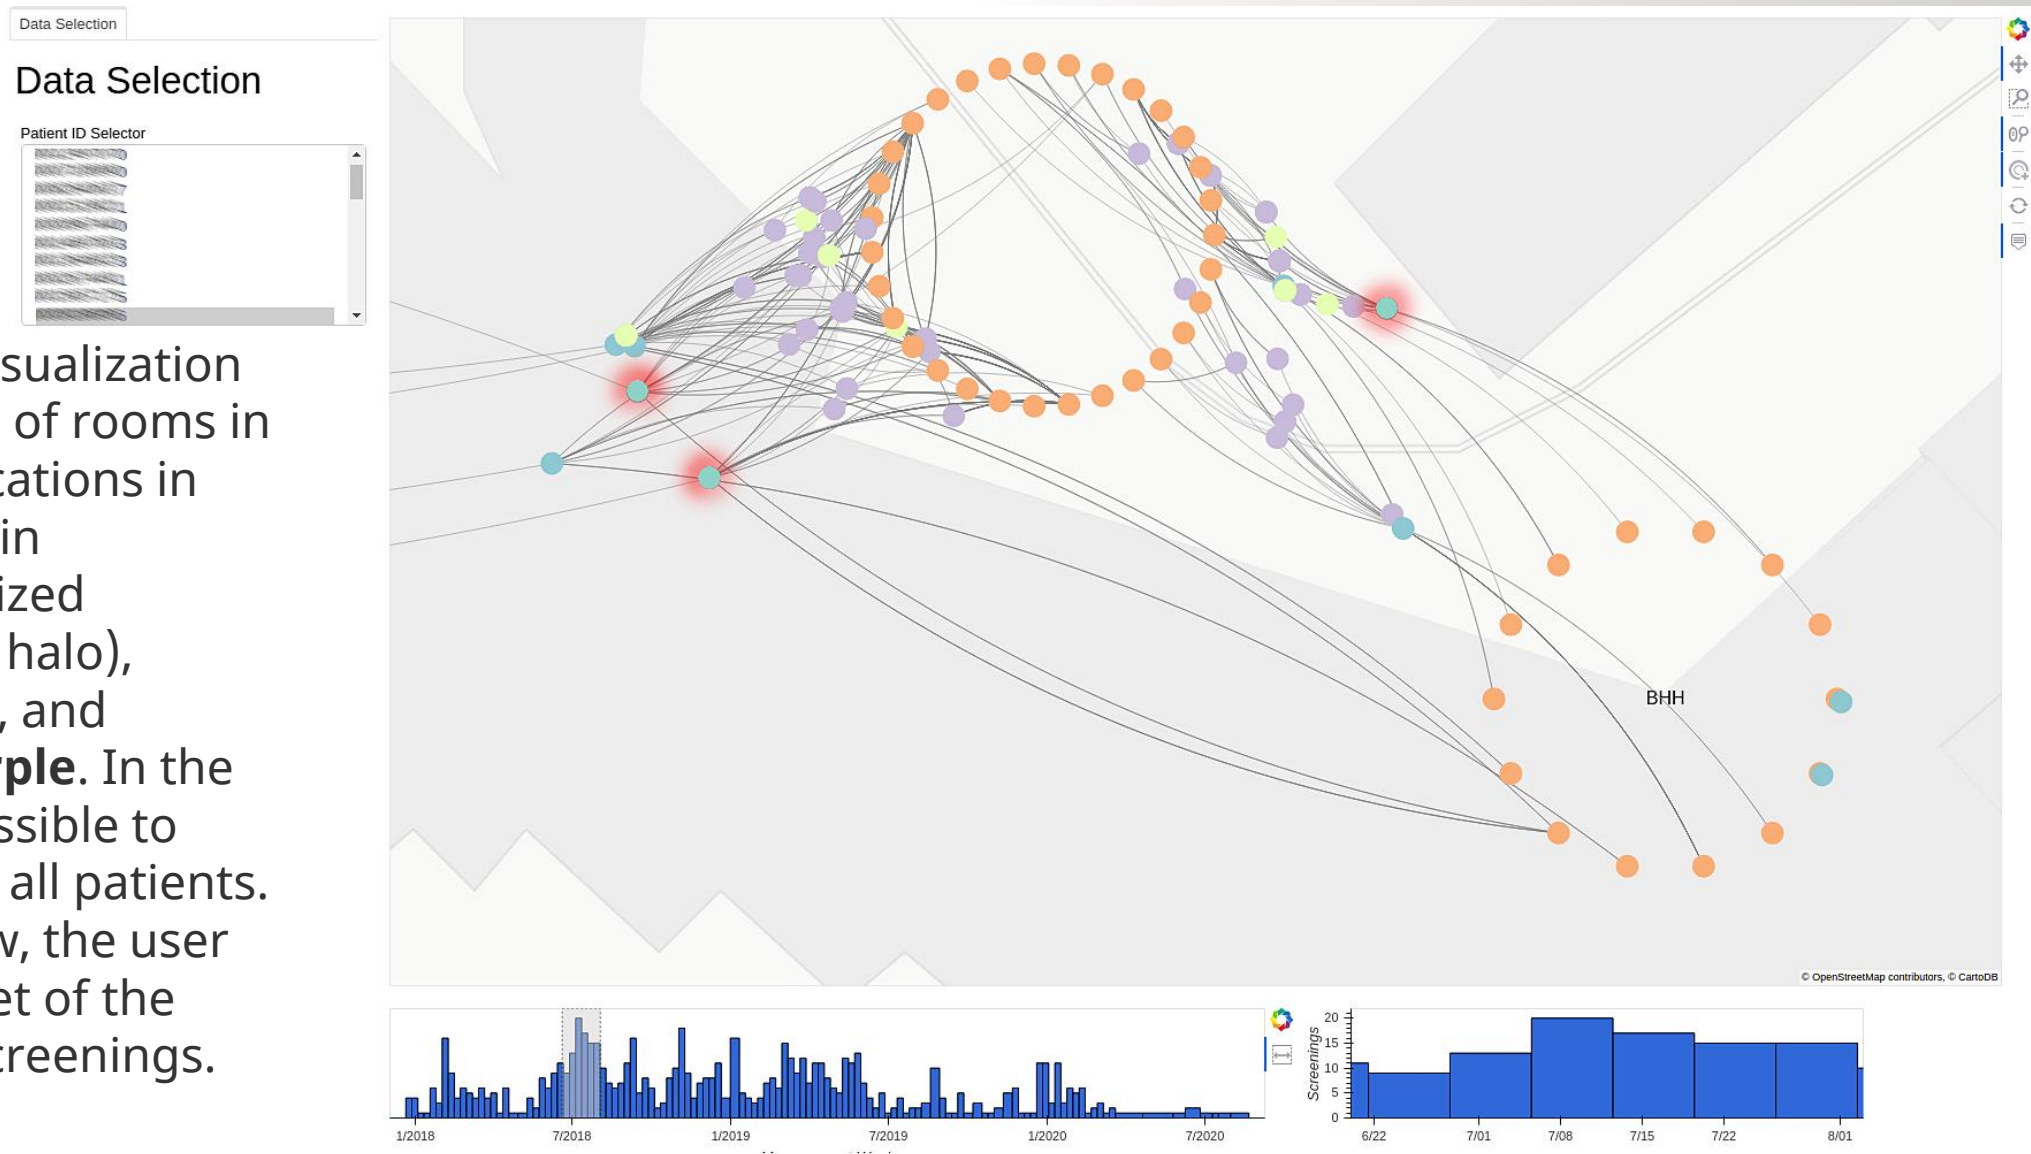 Data Selection
Data Selection
Patient ID Selector
sualization
of rooms in
cations in
in
ized
halo),
, and
rple. In the
ssible to
all patients.
w, the user
et of the
creenings.
BHH
© OpenStreetMap contributors, © CartoDB
1/2018 7/2018 1/2019 7/2019 1/2020 7/2020
Screenings
20
15
10
5
0
6/22 7/01 7/08 7/15 7/22 8/01